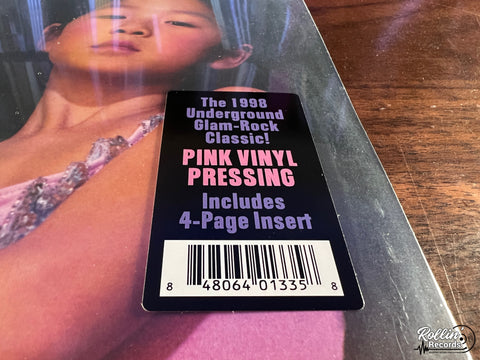 The 1998
Underground
Glam-Rock
Classic!
PINK VINYL
PRESSING
Includes
4-Page Insert
8 48064 01335 8
Rollin'
Records